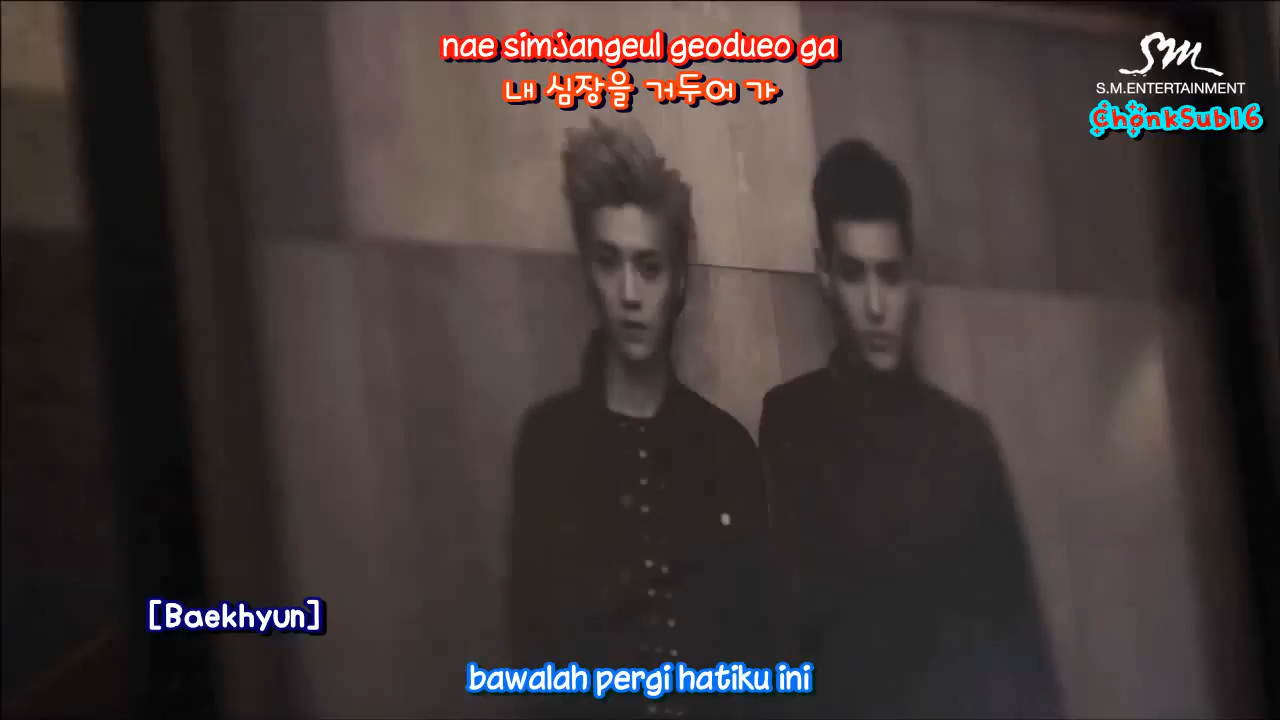 nae simjangeul geodueo ga
내 심장을 거두어 가
SM
S.M.ENTERTAINMENT
ChonkSub16
[Baekhyun]
bawalah pergi hatiku ini